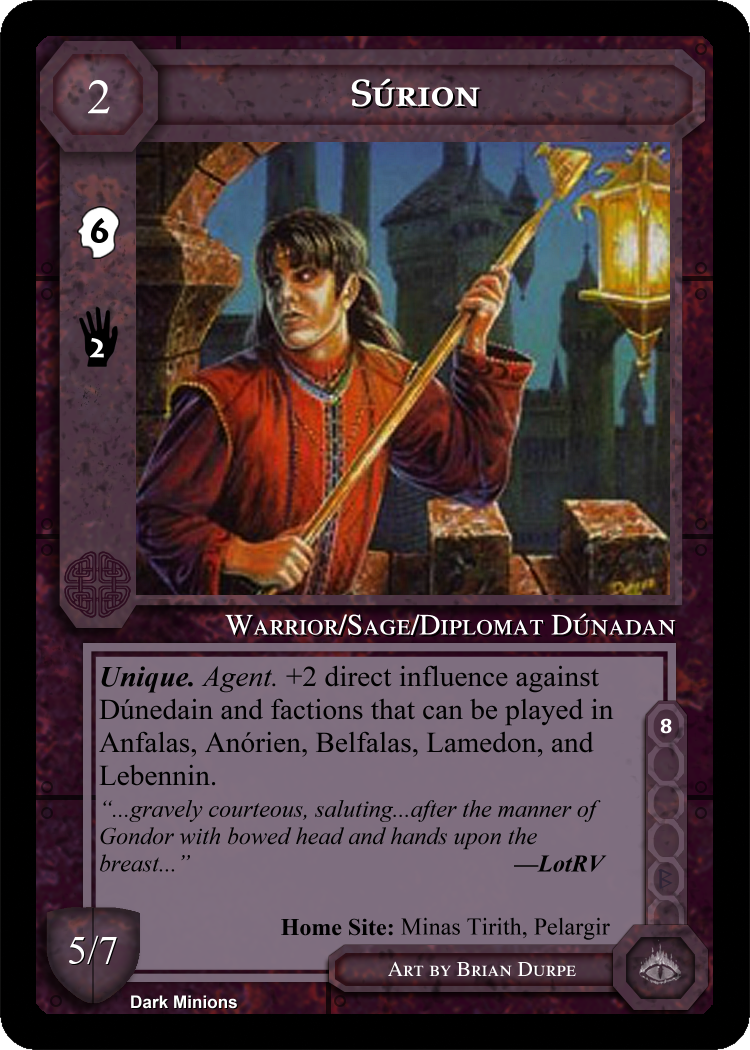 2
SÚRION
6
2
WARRIOR/SAGE/DIPLOMAT DÚNADAN
Unique. Agent. +2 direct influence against
Dúnedain and factions that can be played in
Anfalas, Anórien, Belfalas, Lamedon, and
Lebennin.
8
“...gravely courteous, saluting...after the manner of
Gondor with bowed head and hands upon the
breast...” —LotRV
Home Site: Minas Tirith, Pelargir
5/7
ART BY BRIAN DURPE
Dark Minions